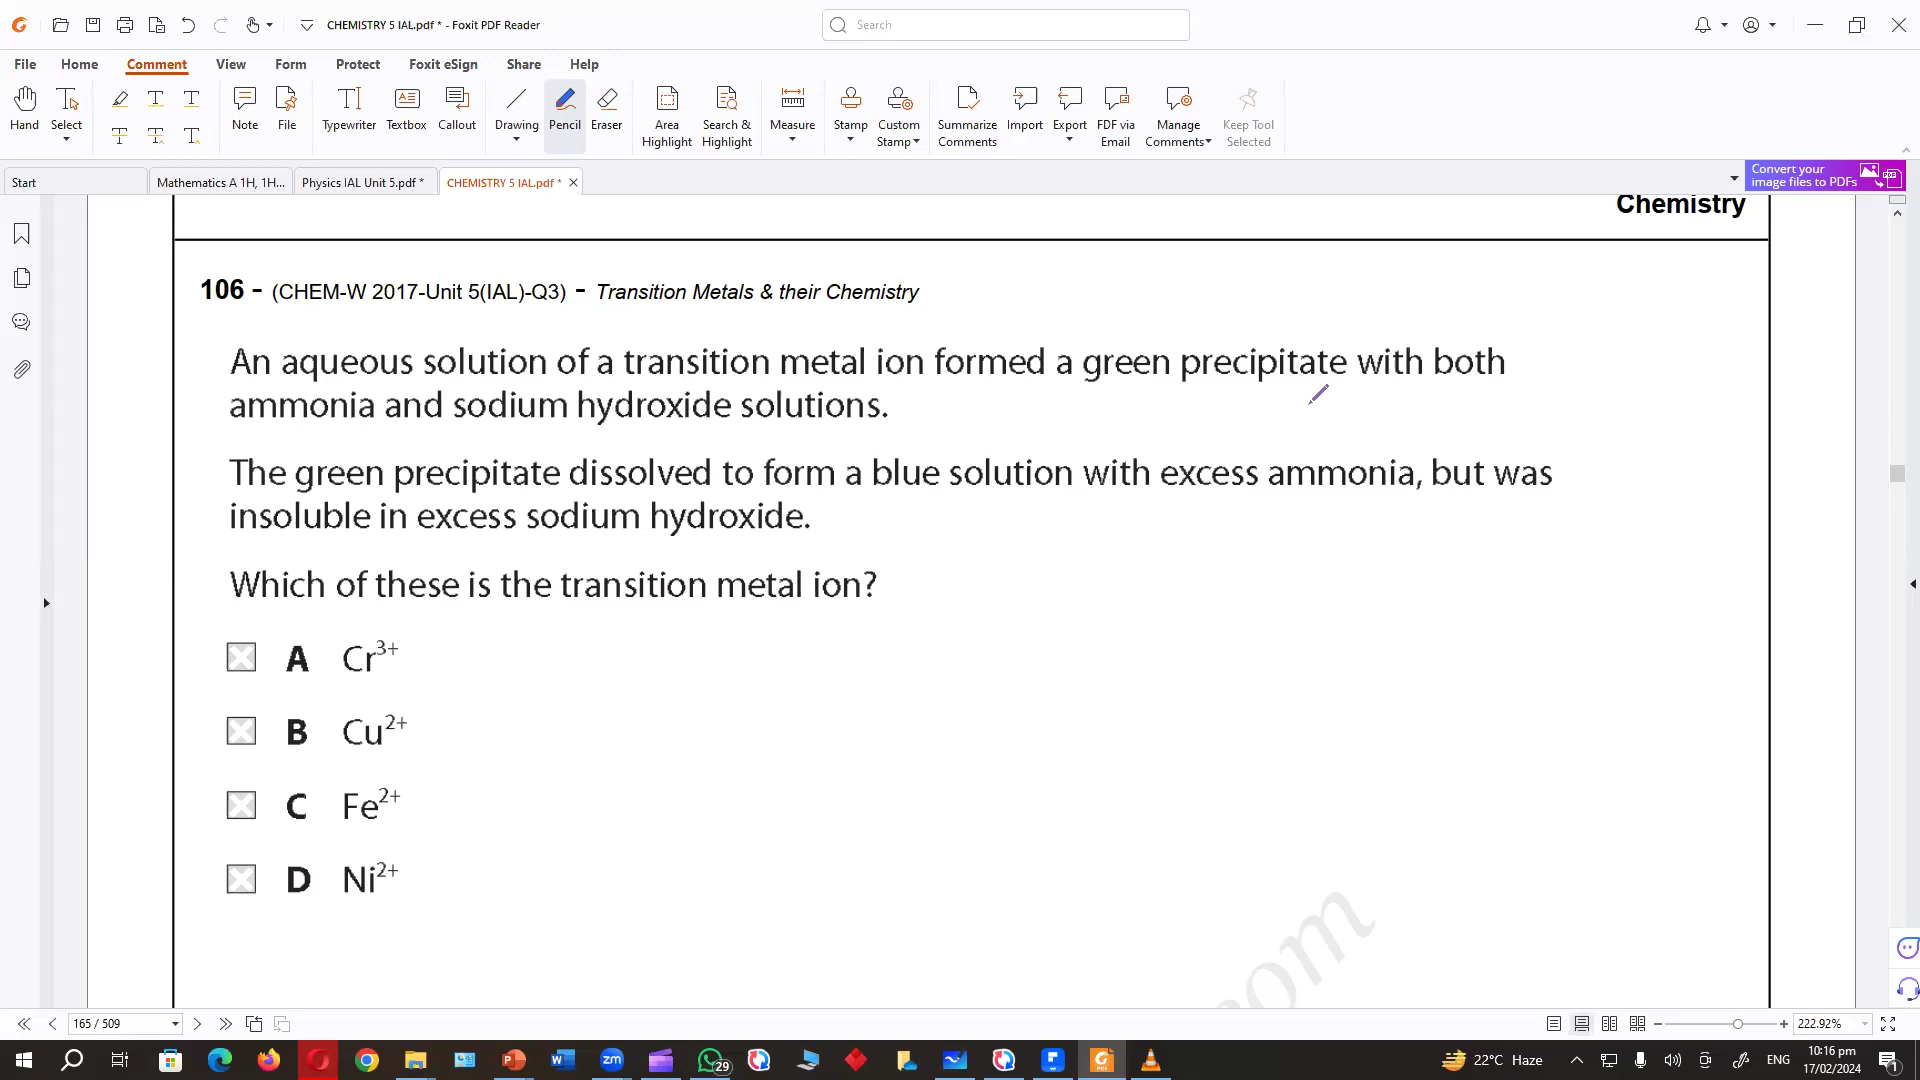 CHEMISTRY 5 IAL.pdf * - Foxit PDF Reader
Search
File Home Comment View Form Protect Foxit eSign Share Help
Hand Select Note File Typewriter Textbox Callout Drawing Pencil Eraser Area Highlight Search & Highlight Measure Stamp Custom Stamp Summarize Comments Import Export FDF via Email Manage Comments Keep Tool Selected
Start Mathematics A 1H, 1H... Physics IAL Unit 5.pdf * CHEMISTRY 5 IAL.pdf *
Convert your
image files to PDFs
Chemistry
106 - (CHEM-W 2017-Unit 5(IAL)-Q3) - Transition Metals & their Chemistry
An aqueous solution of a transition metal ion formed a green precipitate with both
ammonia and sodium hydroxide solutions.
The green precipitate dissolved to form a blue solution with excess ammonia, but was
insoluble in excess sodium hydroxide.
Which of these is the transition metal ion?
A Cr3+
B Cu2+
C Fe2+
D Ni2+
com
165 / 509
222.92%
29
22°C Haze
ENG
10:16 pm
17/02/2024
1